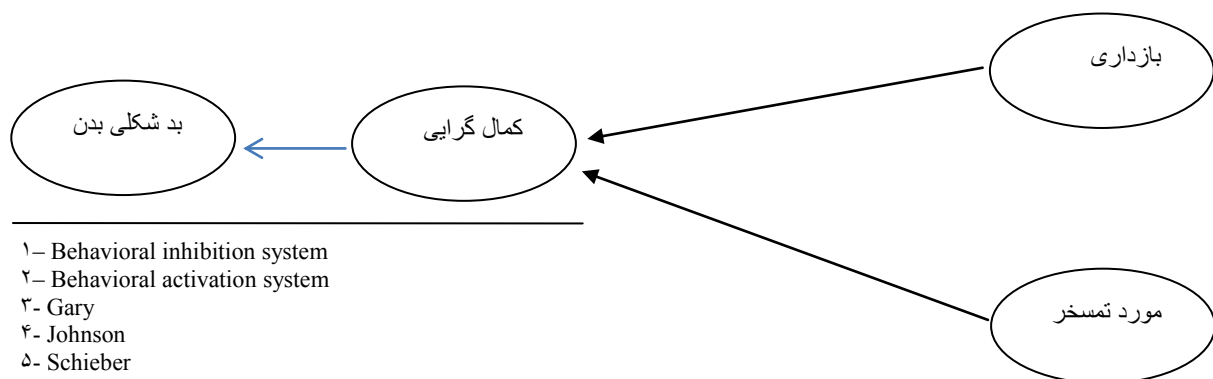 بازداری
کمال گرایی
بد شکلی بدن
مورد تمسخر
۱– Behavioral inhibition system
۲– Behavioral activation system
۳- Gary
۴- Johnson
۵- Schieber